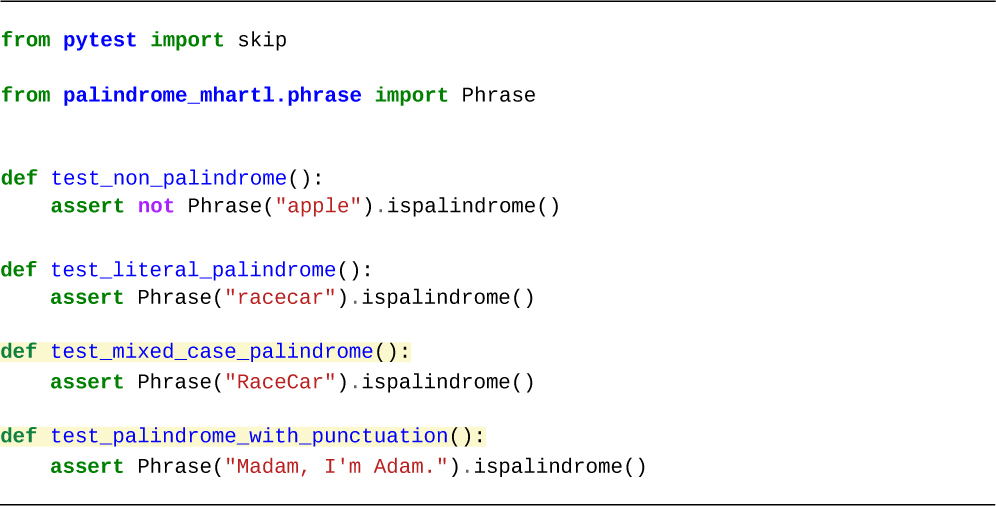 from pytest import skip
from palindrome_mhartl.phrase import Phrase
def test_non_palindrome():
    assert not Phrase("apple").ispalindrome()
def test_literal_palindrome():
    assert Phrase("racecar").ispalindrome()
def test_mixed_case_palindrome():
    assert Phrase("RaceCar").ispalindrome()
def test_palindrome_with_punctuation():
    assert Phrase("Madam, I'm Adam.").ispalindrome()